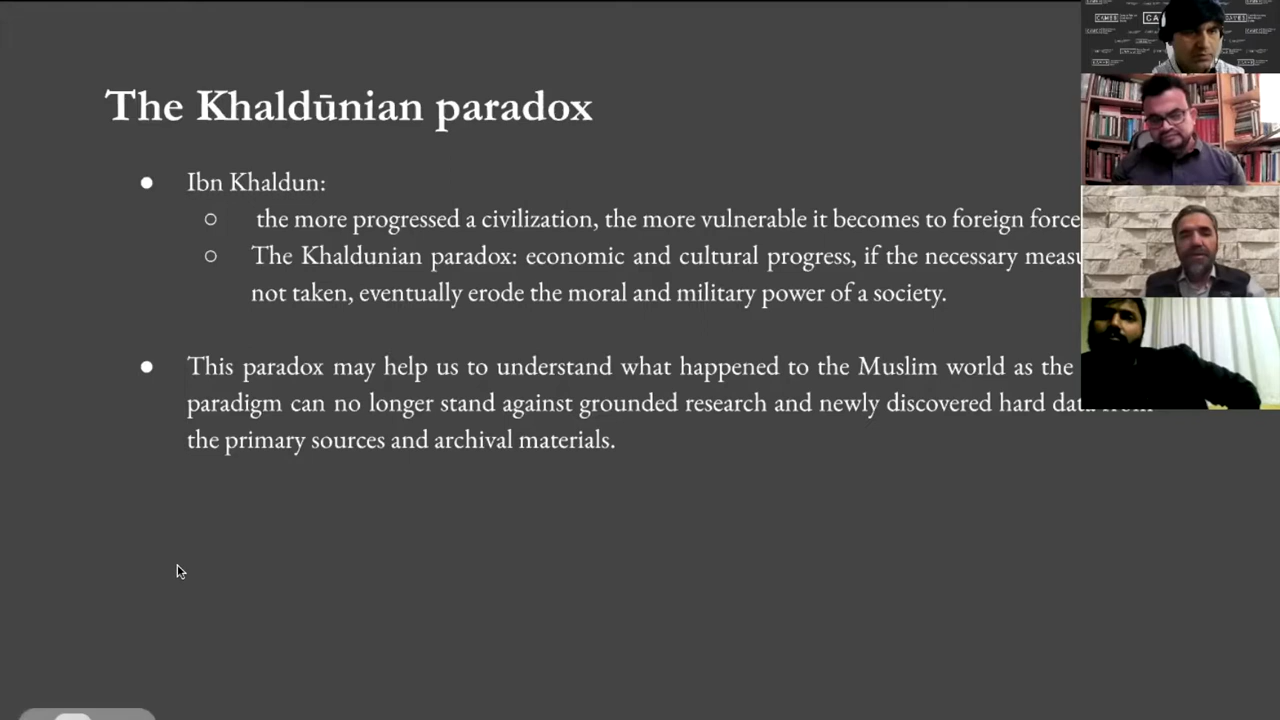 The Khaldūnian paradox
● Ibn Khaldun:
○ the more progressed a civilization, the more vulnerable it becomes to foreign force
○ The Khaldunian paradox: economic and cultural progress, if the necessary
not taken, eventually erode the moral and military power of a society.
● This paradox may help us to understand what happened to the Muslim world as the
paradigm can no longer stand against grounded research and newly discovered hard data from
the primary sources and archival materials.
CAMES